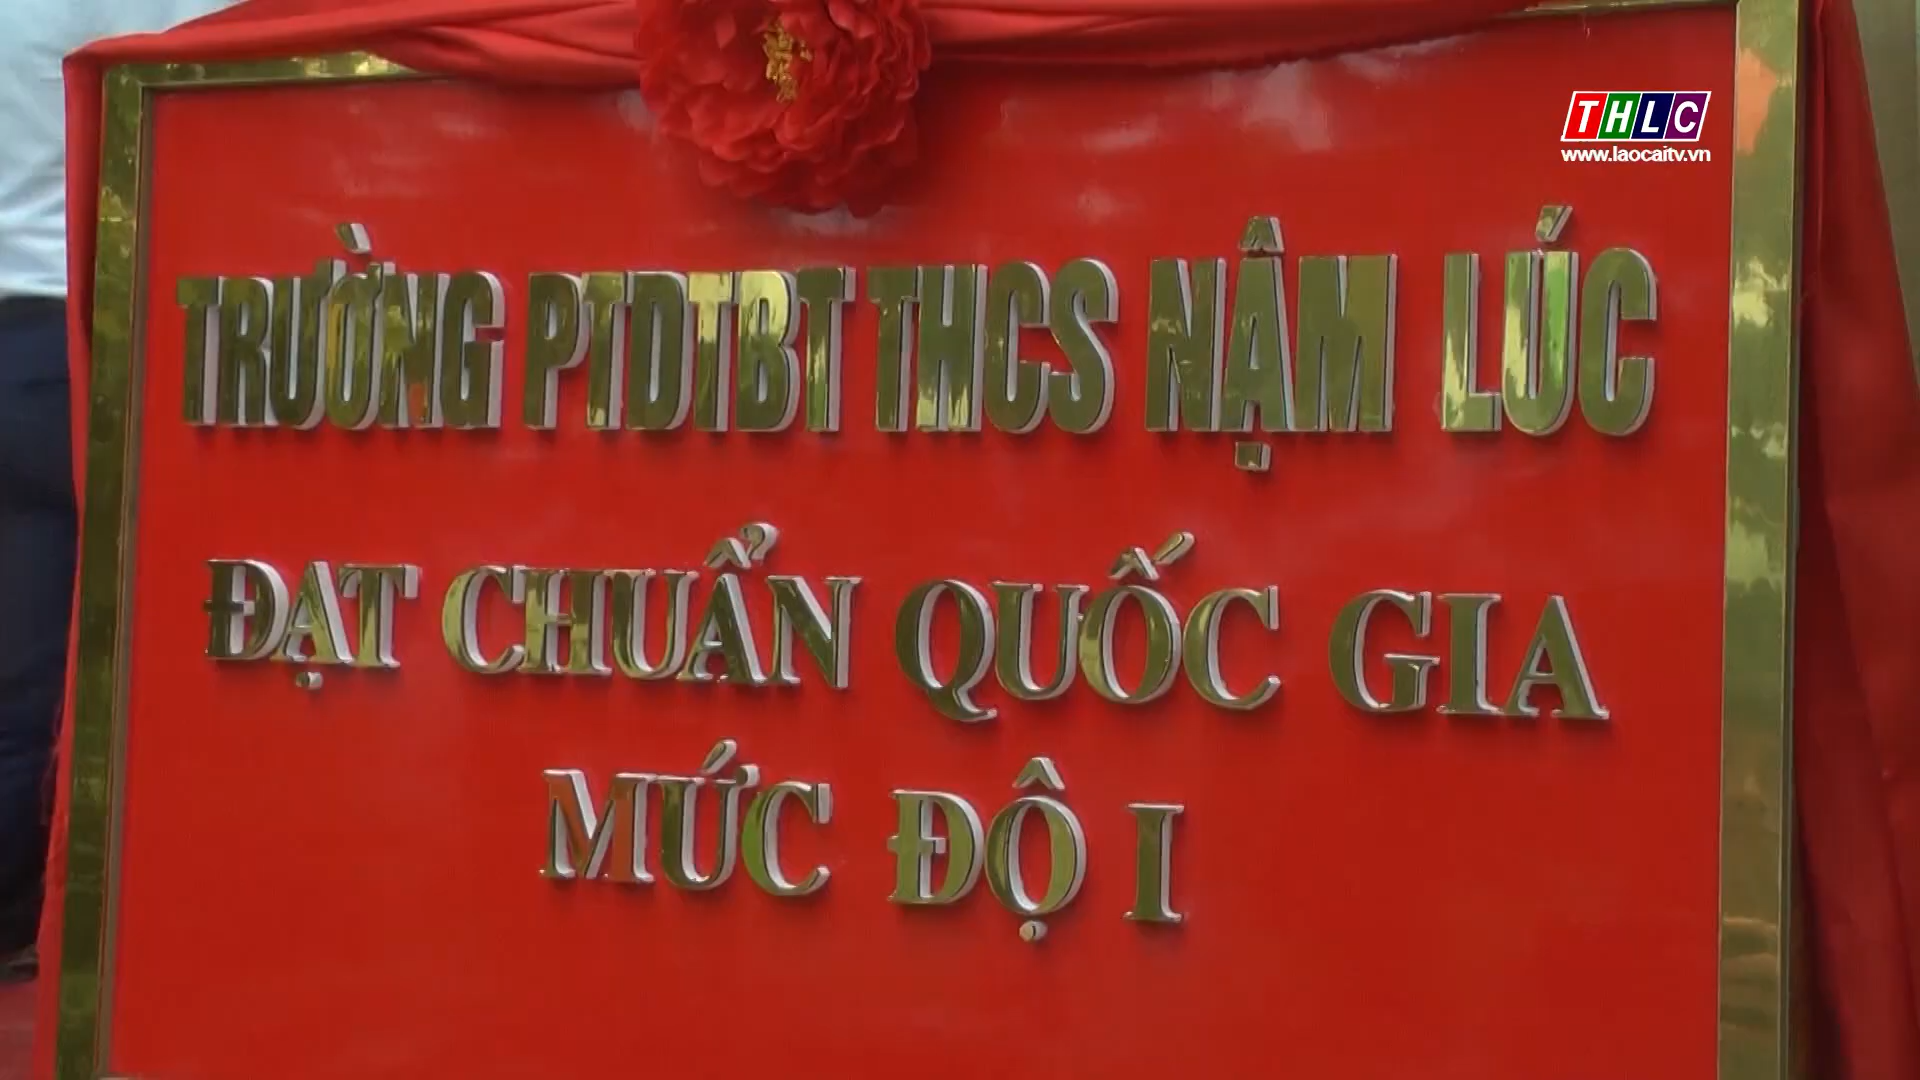 THLC
www.laocaitv.vn
TRƯỜNG PTDTBT THCS NẬM LÚC
ĐẠT CHUẨN QUỐC GIA
MỨC ĐỘ I